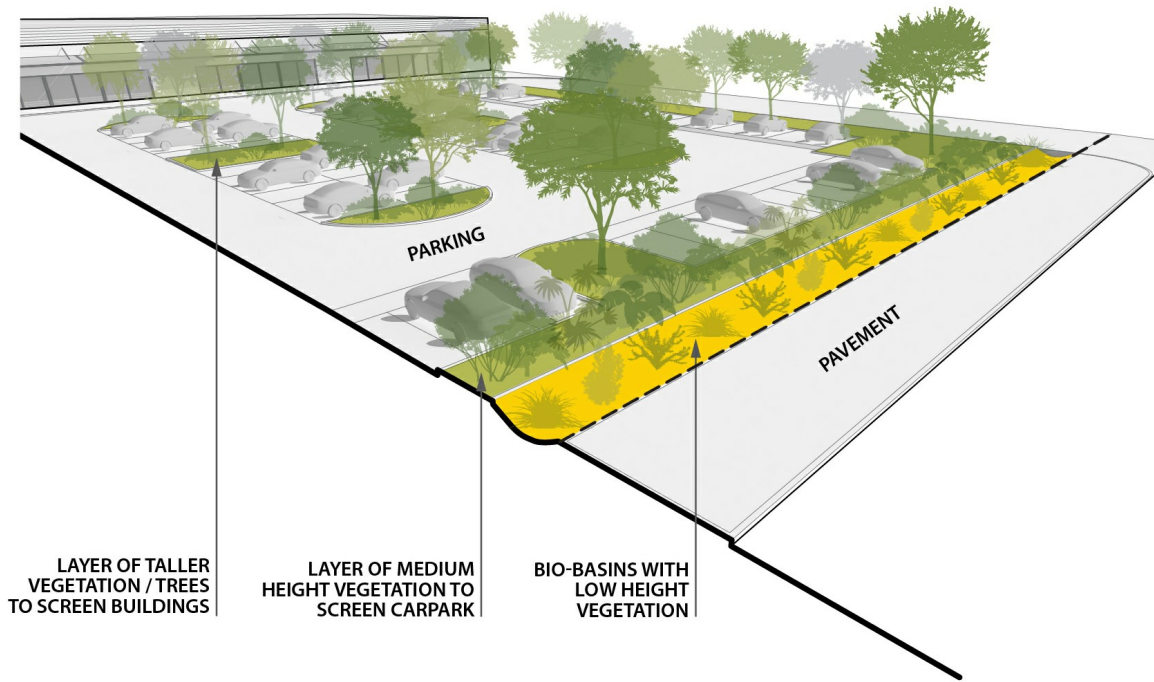 PARKING
PAVEMENT
LAYER OF TALLER
VEGETATION / TREES
TO SCREEN BUILDINGS
LAYER OF MEDIUM
HEIGHT VEGETATION TO
SCREEN CARPARK
BIO-BASINS WITH
LOW HEIGHT
VEGETATION